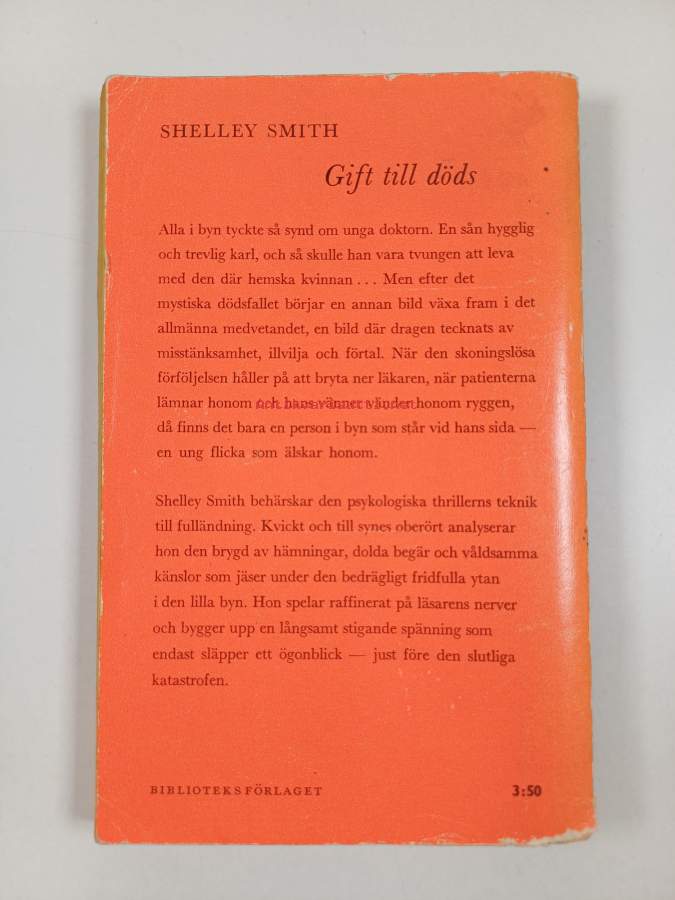 SHELLEY SMITH
Gift till döds
Alla i byn tyckte så synd om unga doktorn. En sån hygglig
och trevlig karl, och så skulle han vara tvungen att leva
med den där hemska kvinnan . . . Men efter det
mystiska dödsfallet börjar en annan bild växa fram i det
allmänna medvetandet, en bild där dragen tecknats av
misstänksamhet, illvilja och förtal. När den skoningslösa
förföljelsen håller på att bryta ner läkaren, när patienterna
lämnar honom och hans vänner vänder honom ryggen,
då finns det bara en person i byn som står vid hans sida —
en ung flicka som älskar honom.
Shelley Smith behärskar den psykologiska thrillerns teknik
till fulländning. Kvickt och till synes oberört analyserar
hon den brygd av hämningar, dolda begär och våldsamma
känslor som jäser under den bedrägligt fridfulla ytan
i den lilla byn. Hon spelar raffinerat på läsarens nerver
och bygger upp en långsamt stigande spänning som
endast släpper ett ögonblick — just före den slutliga
katastrofen.
BIBLIOTEKSFÖRLAGET
3:50